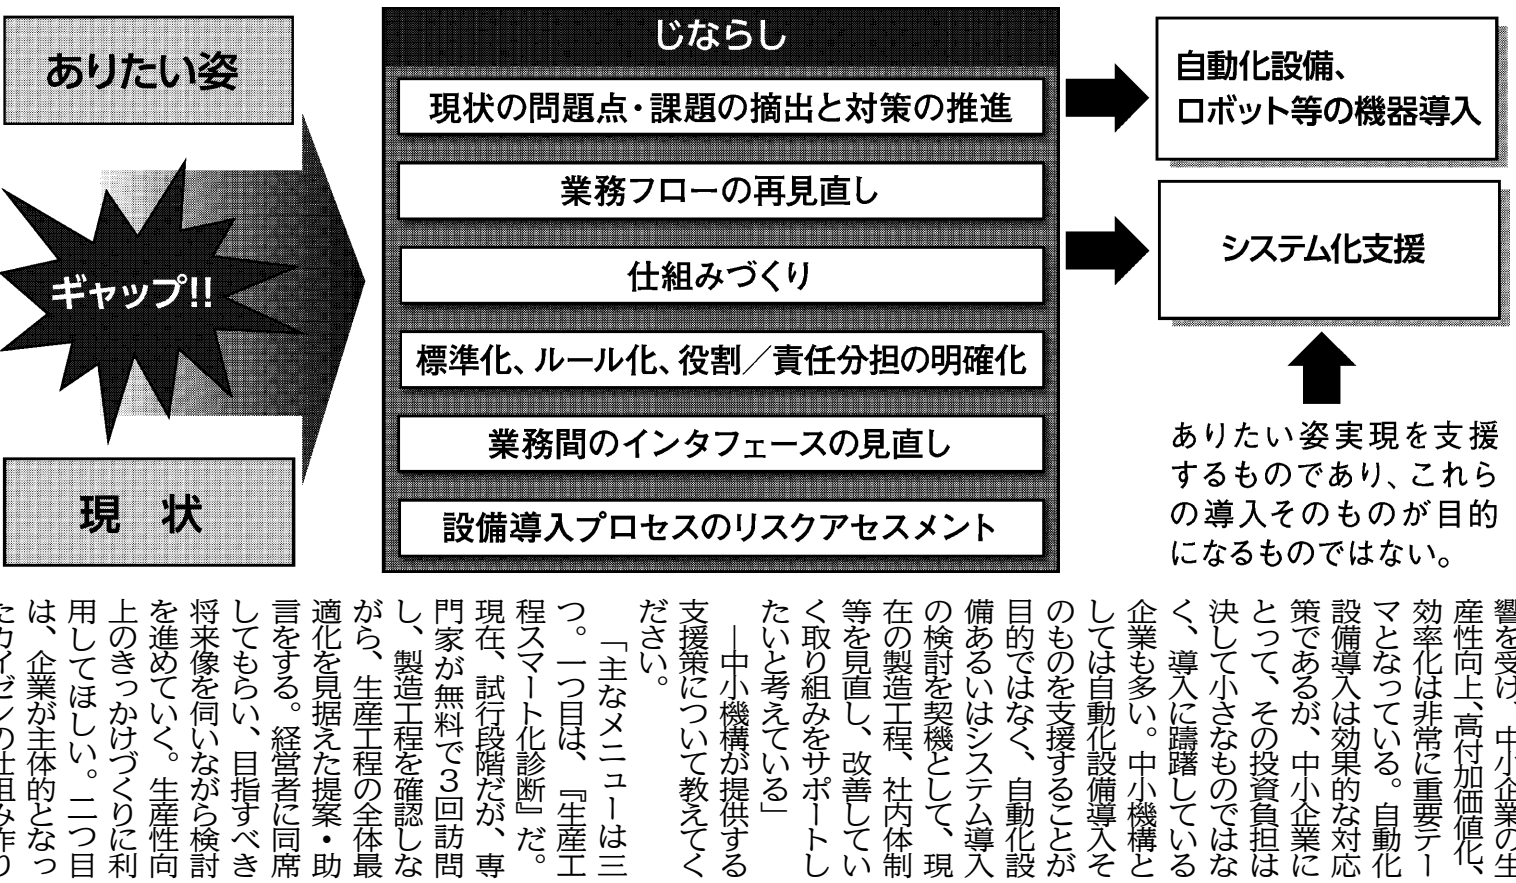 ありたい姿
ギャップ!!
現 状
じならし
現状の問題点・課題の摘出と対策の推進
業務フローの再見直し
仕組みづくり
標準化、ルール化、役割／責任分担の明確化
業務間のインタフェースの見直し
設備導入プロセスのリスクアセスメント
自動化設備、
ロボット等の機器導入
システム化支援
ありたい姿実現を支援
するものであり、これら
の導入そのものが目的
になるものではない。
響を受け、中小企業の生
産性向上、高付加価値化、
効率化は非常に重要テー
マとなっている。自動化
設備導入は効果的な対応
策であるが、中小企業に
とって、その投資負担は
決して小さなものではな
く、導入に躊躇している
企業も多い。中小機構と
しては自動化設備導入そ
のものを支援することが
目的ではなく、自動化設
備あるいはシステム導入
の検討を契機として、現
在の製造工程、社内体制
等を見直し、改善してい
く取り組みをサポートし
たいと考えている」
―中小機構が提供する
支援策について教えてく
ださい。
「主なメニューは三
つ。一つ目は、『生産工
程スマート化診断』だ。
現在、試行段階だが、専
門家が無料で3回訪問
し、製造工程を確認しな
がら、生産工程の全体最
適化を見据えた提案・助
言をする。経営者に同席
してもらい、目指すべき
将来像を伺いながら検討
を進めていく。生産性向
上のきっかけづくりに利
用してほしい。二つ目
は、企業が主体的となっ
たカイゼンの仕組み作り